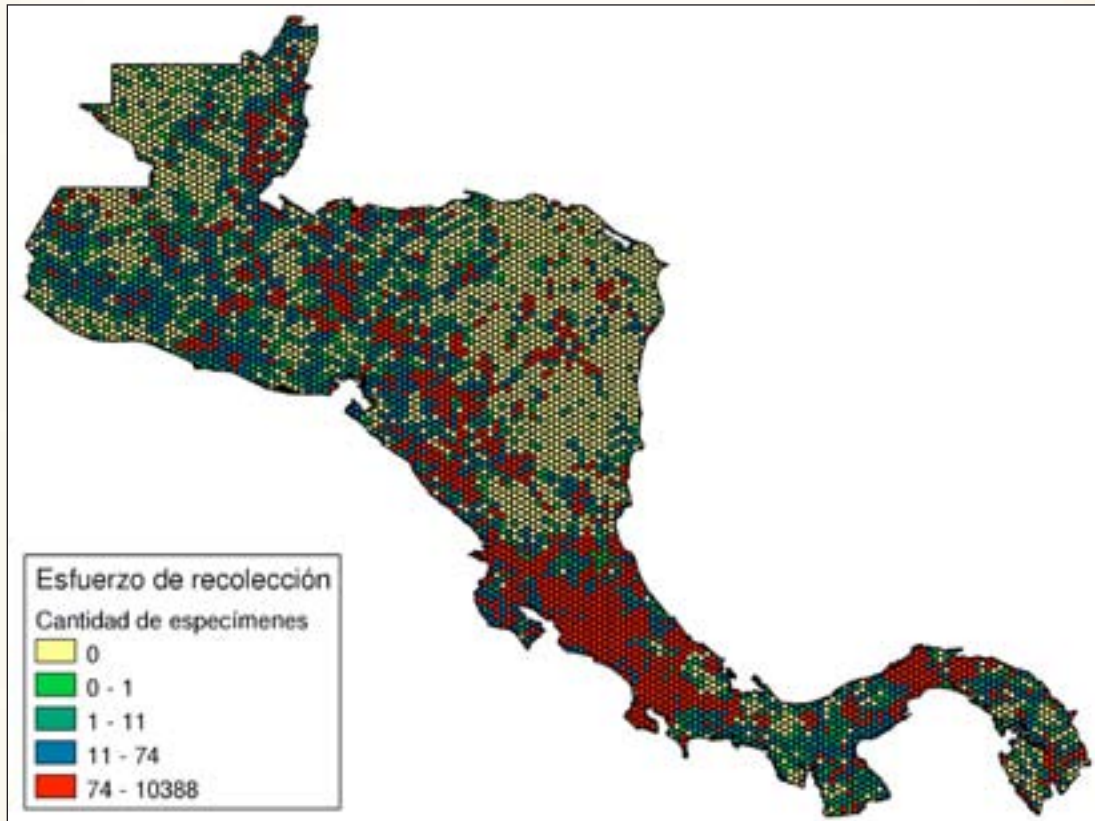 Esfuerzo de recolección
Cantidad de especímenes
0
0 - 1
1 - 11
11 - 74
74 - 10388